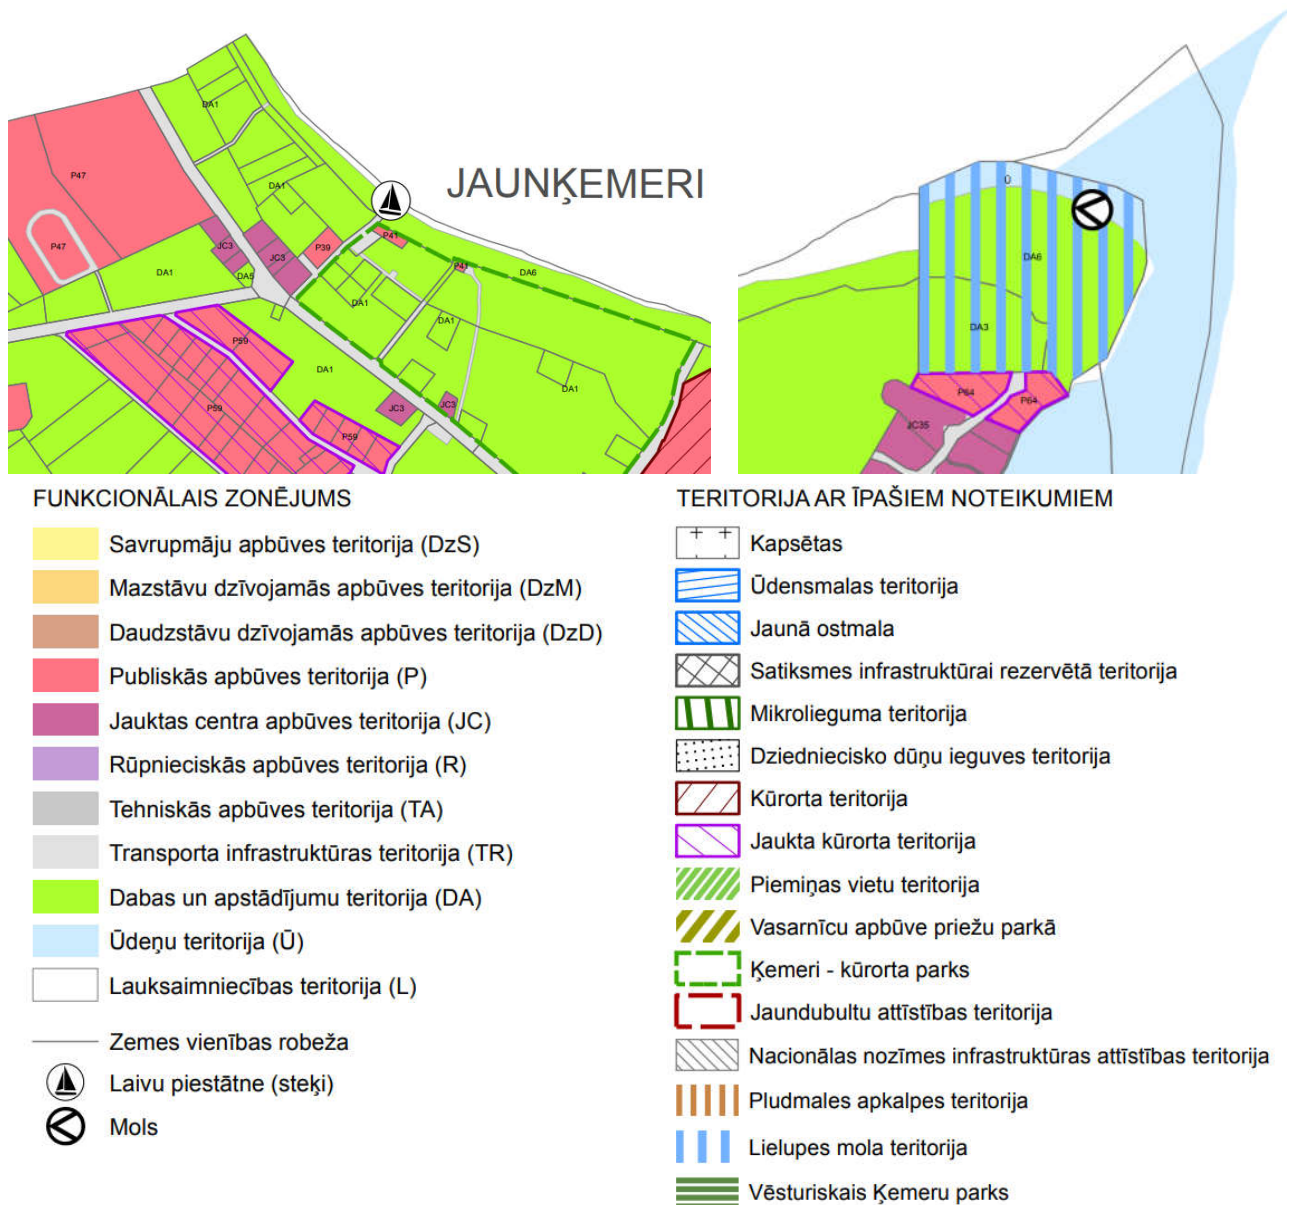 DA1
JAUNĶEMERI
P47
DA1
P47
JC3
JC3
P39
P41
P41
DA6
DA1
DA5
DA1
DA1
P59
DA1
DA1
P59
JC3
JC3
P59
Ū
DA6
DA3
P64
P64
JC35
FUNKCIONĀLAIS ZONĒJUMS
Savrupmāju apbūves teritorija (DzS)
Mazstāvu dzīvojamās apbūves teritorija (DzM)
Daudzstāvu dzīvojamās apbūves teritorija (DzD)
Publiskās apbūves teritorija (P)
Jauktas centra apbūves teritorija (JC)
Rūpnieciskās apbūves teritorija (R)
Tehniskās apbūves teritorija (TA)
Transporta infrastruktūras teritorija (TR)
Dabas un apstādījumu teritorija (DA)
Ūdeņu teritorija (Ū)
Lauksaimniecības teritorija (L)
Zemes vienības robeža
Laivu piestātne (steķi)
Mols
TERITORIJA AR ĪPAŠIEM NOTEIKUMIEM
Kapsētas
Ūdensmalas teritorija
Jaunā ostmala
Satiksmes infrastruktūrai rezervētā teritorija
Mikrolieguma teritorija
Dziedniecisko dūņu ieguves teritorija
Kūrorta teritorija
Jaukta kūrorta teritorija
Piemiņas vietu teritorija
Vasarnīcu apbūve priežu parkā
Ķemeri - kūrorta parks
Jaundubultu attīstības teritorija
Nacionālas nozīmes infrastruktūras attīstības teritorija
Pludmales apkalpes teritorija
Lielupes mola teritorija
Vēsturiskais Ķemeru parks